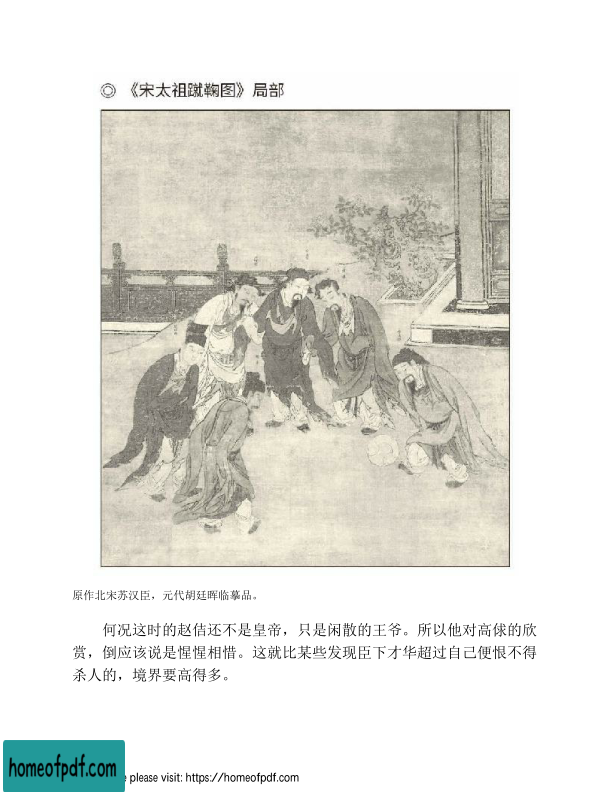 ◎ 《宋太祖蹴鞠图》局部
原作北宋苏汉臣，元代胡廷晖临摹品。
何况这时的赵佶还不是皇帝，只是闲散的王爷。所以他对高俅的欣
赏，倒应该说是惺惺相惜。这就比某些发现臣下才华超过自己便恨不得
杀人的，境界要高得多。
homeofpdf.com
e please visit: https://homeofpdf.com